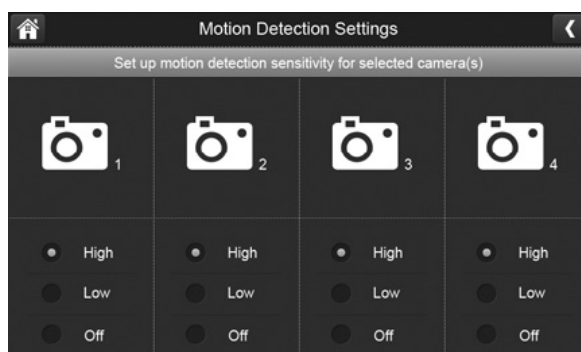 Motion Detection Settings
Set up motion detection sensitivity for selected camera(s)
1 2 3 4
High High High High
Low Low Low Low
Off Off Off Off